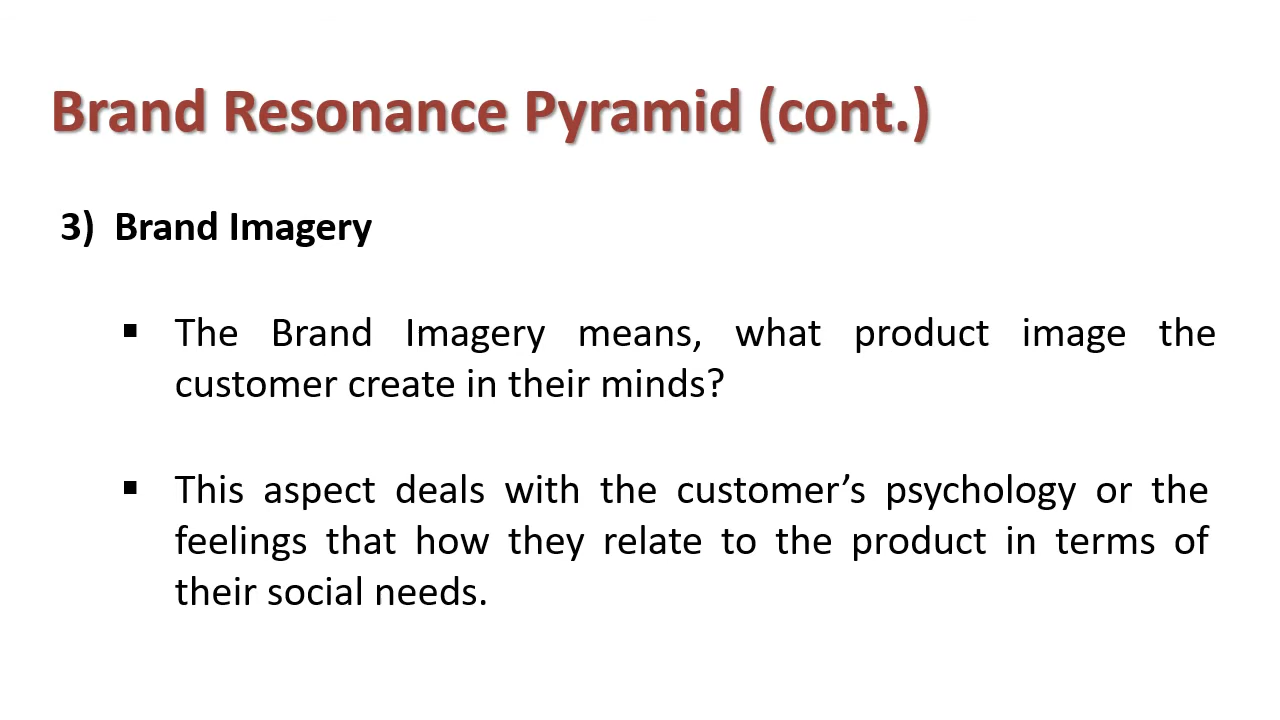 Brand Resonance Pyramid (cont.)
3) Brand Imagery
▪ The Brand Imagery means, what product image the
customer create in their minds?
▪ This aspect deals with the customer’s psychology or the
feelings that how they relate to the product in terms of
their social needs.